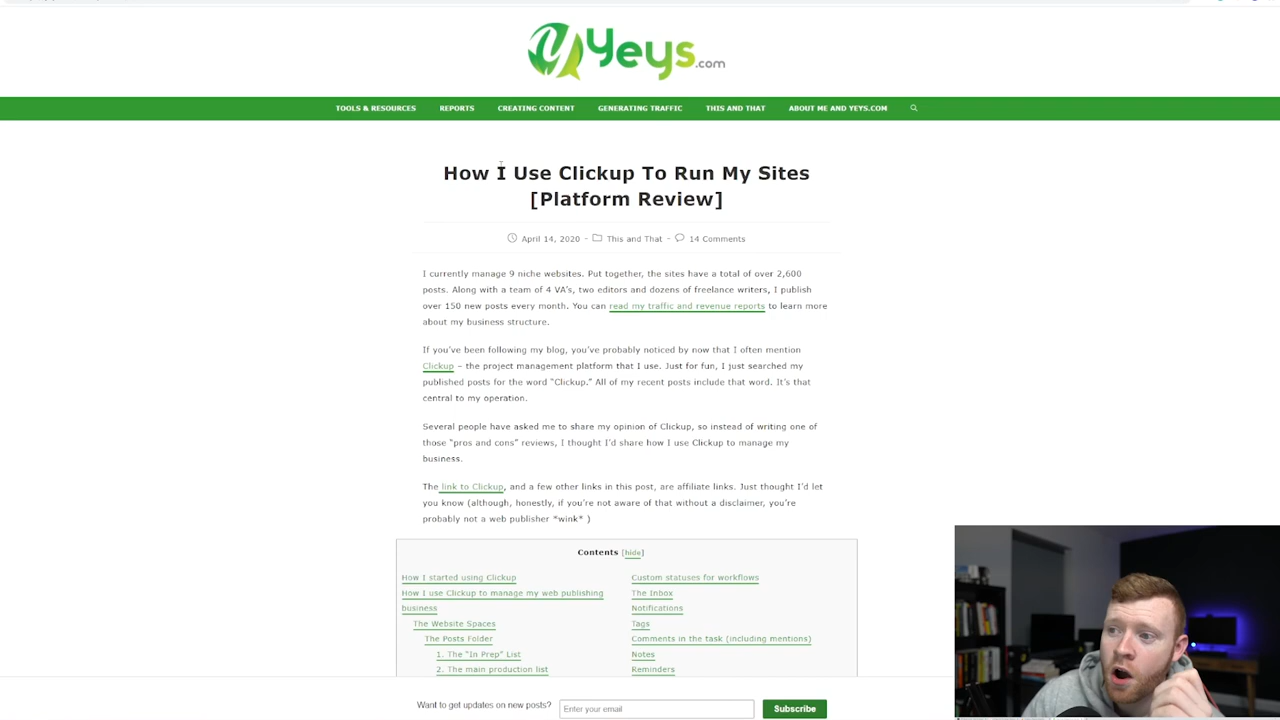 Yeys.com
TOOLS & RESOURCES REPORTS CREATING CONTENT GENERATING TRAFFIC THIS AND THAT ABOUT ME AND YEYS.COM
How I Use Clickup To Run My Sites
[Platform Review]
April 14, 2020 - This and That - 14 Comments
I currently manage 9 niche websites. Put together, the sites have a total of over 2,600
posts. Along with a team of 4 VA's, two editors and dozens of freelance writers, I publish
over 150 new posts every month. You can read my traffic and revenue reports to learn more
about my business structure.
If you've been following my blog, you've probably noticed by now that I often mention
Clickup – the project management platform that I use. Just for fun, I just searched my
published posts for the word "Clickup." All of my recent posts include that word. It's that
central to my operation.
Several people have asked me to share my opinion of Clickup, so instead of writing one of
those "pros and cons" reviews, I thought I'd share how I use Clickup to manage my
business.
The link to Clickup, and a few other links in this post, are affiliate links. Just thought I'd let
you know (although, honestly, if you're not aware of that without a disclaimer, you're
probably not a web publisher *wink* )
Contents [hide]
How I started using Clickup
How I use Clickup to manage my web publishing
business
The Website Spaces
The Posts Folder
1. The "In Prep" List
2. The main production list
Custom statuses for workflows
The Inbox
Notifications
Tags
Comments in the task (including mentions)
Notes
Reminders
Want to get updates on new posts? Enter your email Subscribe